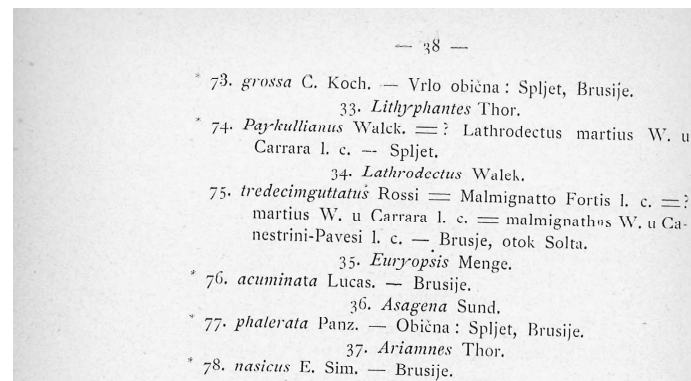 — 38 —
* 73. grossa C. Koch. — Vrlo obična : Spljet, Brusije.
33. Lithyphantes Thor.
* 74. Paykullianus Walck. = ? Lathrodectus martius W. u
Carrara l. c. — Spljet.
34. Lathrodectus Walck.
75. tredecimguttatus Rossi = Malmignatto Fortis l. c. = ?
martius W. u Carrara l. c. = malmignathus W. u Ca-
nestrini-Pavesi l. c. — Brusje, otok Solta.
35. Euryopsis Menge.
* 76. acuminata Lucas. — Brusije.
36. Asagena Sund.
* 77. phalerata Panz. — Obična : Spljet, Brusije.
37. Ariamnes Thor.
* 78. nasicus E. Sim. — Brusije.